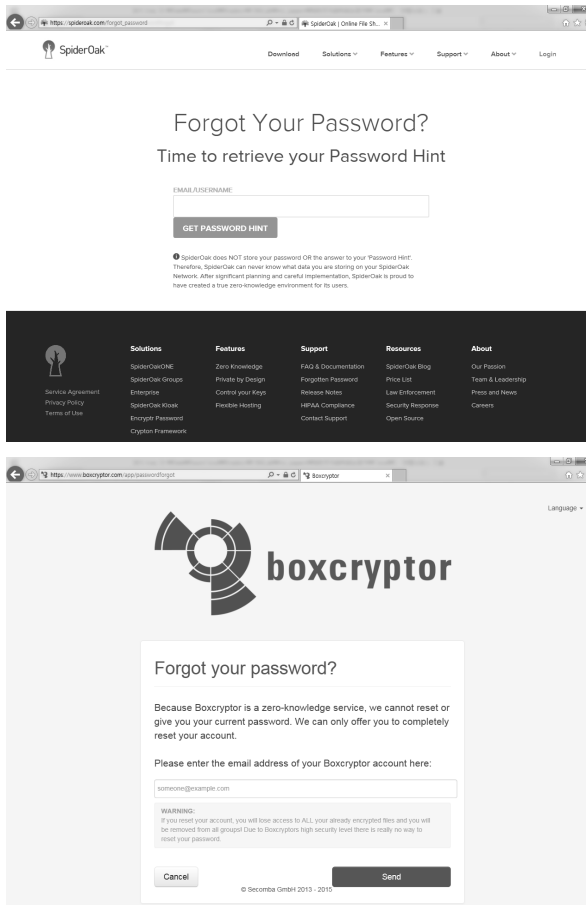 https://spideroak.com/forgot_password
SpiderOak | Online File Sh...
SpiderOak
Download Solutions Features Support About Login
Forgot Your Password?
Time to retrieve your Password Hint
EMAIL/USERNAME
GET PASSWORD HINT
SpiderOak does NOT store your password OR the answer to your 'Password Hint'.
Therefore, SpiderOak can never know what data you are storing on your SpiderOak
Network. After significant planning and careful implementation, SpiderOak is proud to
have created a true zero-knowledge environment for its users.
Service Agreement
Privacy Policy
Terms of Use
Solutions
SpiderOakONE
SpiderOak Groups
Enterprise
SpiderOak Kloak
Encryptr Password
Crypton Framework
Features
Zero Knowledge
Private by Design
Control your Keys
Flexible Hosting
Support
FAQ & Documentation
Forgotten Password
Release Notes
HIPAA Compliance
Contact Support
Resources
SpiderOak Blog
Price List
Law Enforcement
Security Response
Open Source
About
Our Passion
Team & Leadership
Press and News
Careers
https://www.boxcryptor.com/app/passwordforgot
Boxcryptor
Language
boxcryptor
Forgot your password?
Because Boxcryptor is a zero-knowledge service, we cannot reset or
give you your current password. We can only offer you to completely
reset your account.
Please enter the email address of your Boxcryptor account here:
someone@example.com
WARNING:
If you reset your account, you will lose access to ALL your already encrypted files and you will
be removed from all groups! Due to Boxcryptors high security level there is really no way to
reset your password.
Cancel
Send
© Secomba GmbH 2013 - 2015